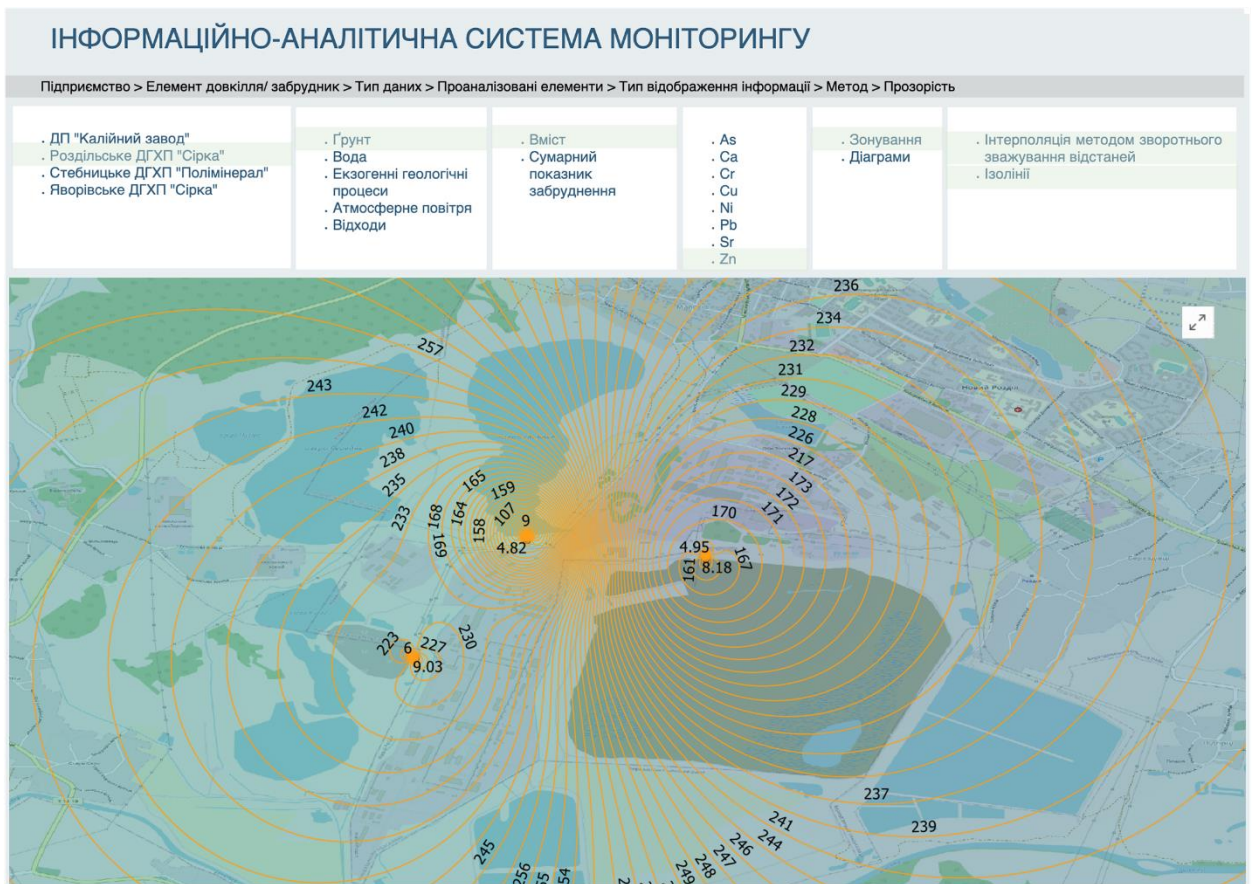 ІНФОРМАЦІЙНО-АНАЛІТИЧНА СИСТЕМА МОНІТОРИНГУ
Підприємство > Елемент довкілля/ забрудник > Тип даних > Проаналізовані елементи > Тип відображення інформації > Метод > Прозорість
. ДП "Калійний завод"
. Роздільське ДГХП "Сірка"
. Стебницьке ДГХП "Полімінерал"
. Яворівське ДГХП "Сірка"
. Ґрунт
. Вода
. Екзогенні геологічні
процеси
. Атмосферне повітря
. Відходи
. Вміст
. Сумарний
показник
забруднення
. As
. Ca
. Cr
. Cu
. Ni
. Pb
. Sr
. Zn
. Зонування
. Діаграми
. Інтерполяція методом зворотнього
зважування відстаней
. Ізолінії
236
234
257
232
231
243
229
242
228
240
226
238
217
165
235
173
159
172
164
107
170
171
168
233
9
158
169
4.82
4.95
167
161
8.18
230
223
6
227
9.03
237
241
239
244
246
245
247
248
249
256
Новий Розділ